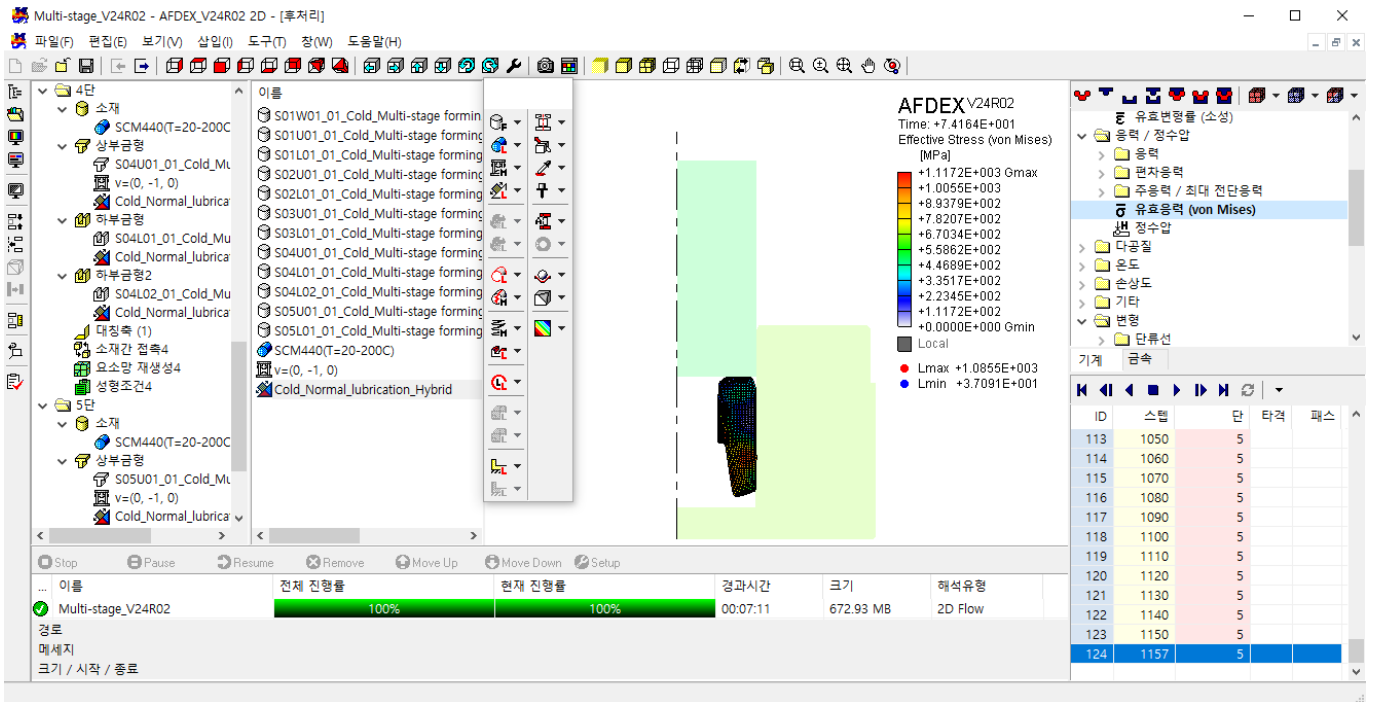 Multi-stage_V24R02 - AFDEX_V24R02 2D - [후처리]
파일(F) 편집(E) 보기(V) 삽입(I) 도구(T) 창(W) 도움말(H)
4단
소재
SCM440(T=20-200C
상부금형
S04U01_01_Cold_Mu
v=(0, -1, 0)
Cold_Normal_lubrica
하부금형
S04L01_01_Cold_Mu
Cold_Normal_lubrica
하부금형2
S04L02_01_Cold_Mu
Cold_Normal_lubrica
대칭축 (1)
소재간 접촉4
요소망 재생성4
성형조건4
5단
소재
SCM440(T=20-200C
상부금형
S05U01_01_Cold_Mu
v=(0, -1, 0)
Cold_Normal_lubrica
이름
S01W01_01_Cold_Multi-stage formin
S01U01_01_Cold_Multi-stage forming
S01L01_01_Cold_Multi-stage forming
S02U01_01_Cold_Multi-stage forming
S02L01_01_Cold_Multi-stage forming
S03U01_01_Cold_Multi-stage forming
S03L01_01_Cold_Multi-stage forming
S04U01_01_Cold_Multi-stage forming
S04L01_01_Cold_Multi-stage forming
S04L02_01_Cold_Multi-stage forming
S05U01_01_Cold_Multi-stage forming
S05L01_01_Cold_Multi-stage forming
SCM440(T=20-200C)
v=(0, -1, 0)
Cold_Normal_lubrication_Hybrid
AFDEX V24R02
Time: +7.4164E+001
Effective Stress (von Mises)
[MPa]
+1.1172E+003 Gmax
+1.0055E+003
+8.9379E+002
+7.8207E+002
+6.7034E+002
+5.5862E+002
+4.4689E+002
+3.3517E+002
+2.2345E+002
+1.1172E+002
+0.0000E+000 Gmin
Local
Lmax +1.0855E+003
Lmin +3.7091E+001
유효변형률 (소성)
응력 / 정수압
응력
편차응력
주응력 / 최대 전단응력
유효응력 (von Mises)
정수압
다공질
온도
손상도
기타
변형
단류선
기계 금속
ID 스텝 단 타격 패스
113 1050 5
114 1060 5
115 1070 5
116 1080 5
117 1090 5
118 1100 5
119 1110 5
120 1120 5
121 1130 5
122 1140 5
123 1150 5
124 1157 5
Stop Pause Resume Remove Move Up Move Down Setup
... 이름 전체 진행률 현재 진행률 경과시간 크기 해석유형
Multi-stage_V24R02 100% 100% 00:07:11 672.93 MB 2D Flow
경로
메세지
크기 / 시작 / 종료